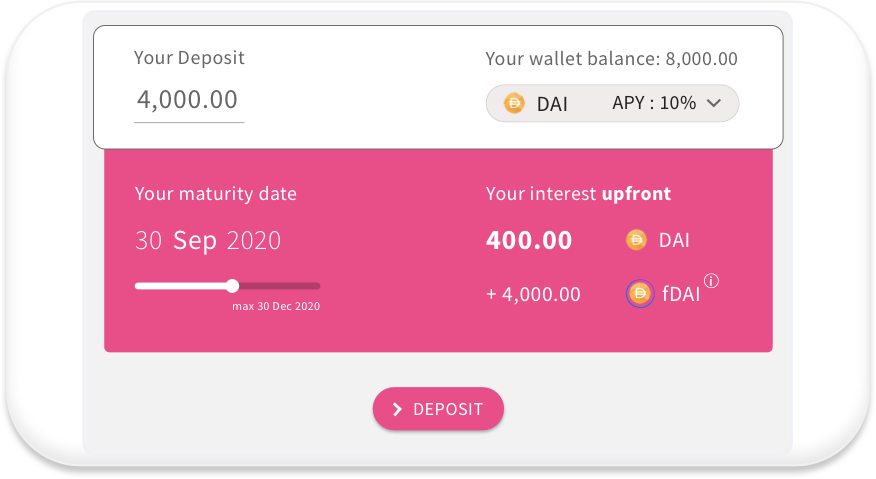 Your Deposit
4,000.00
Your wallet balance: 8,000.00
DAI APY : 10%
Your maturity date
30 Sep 2020
max 30 Dec 2020
Your interest upfront
400.00 DAI
+ 4,000.00 fDAI
DEPOSIT